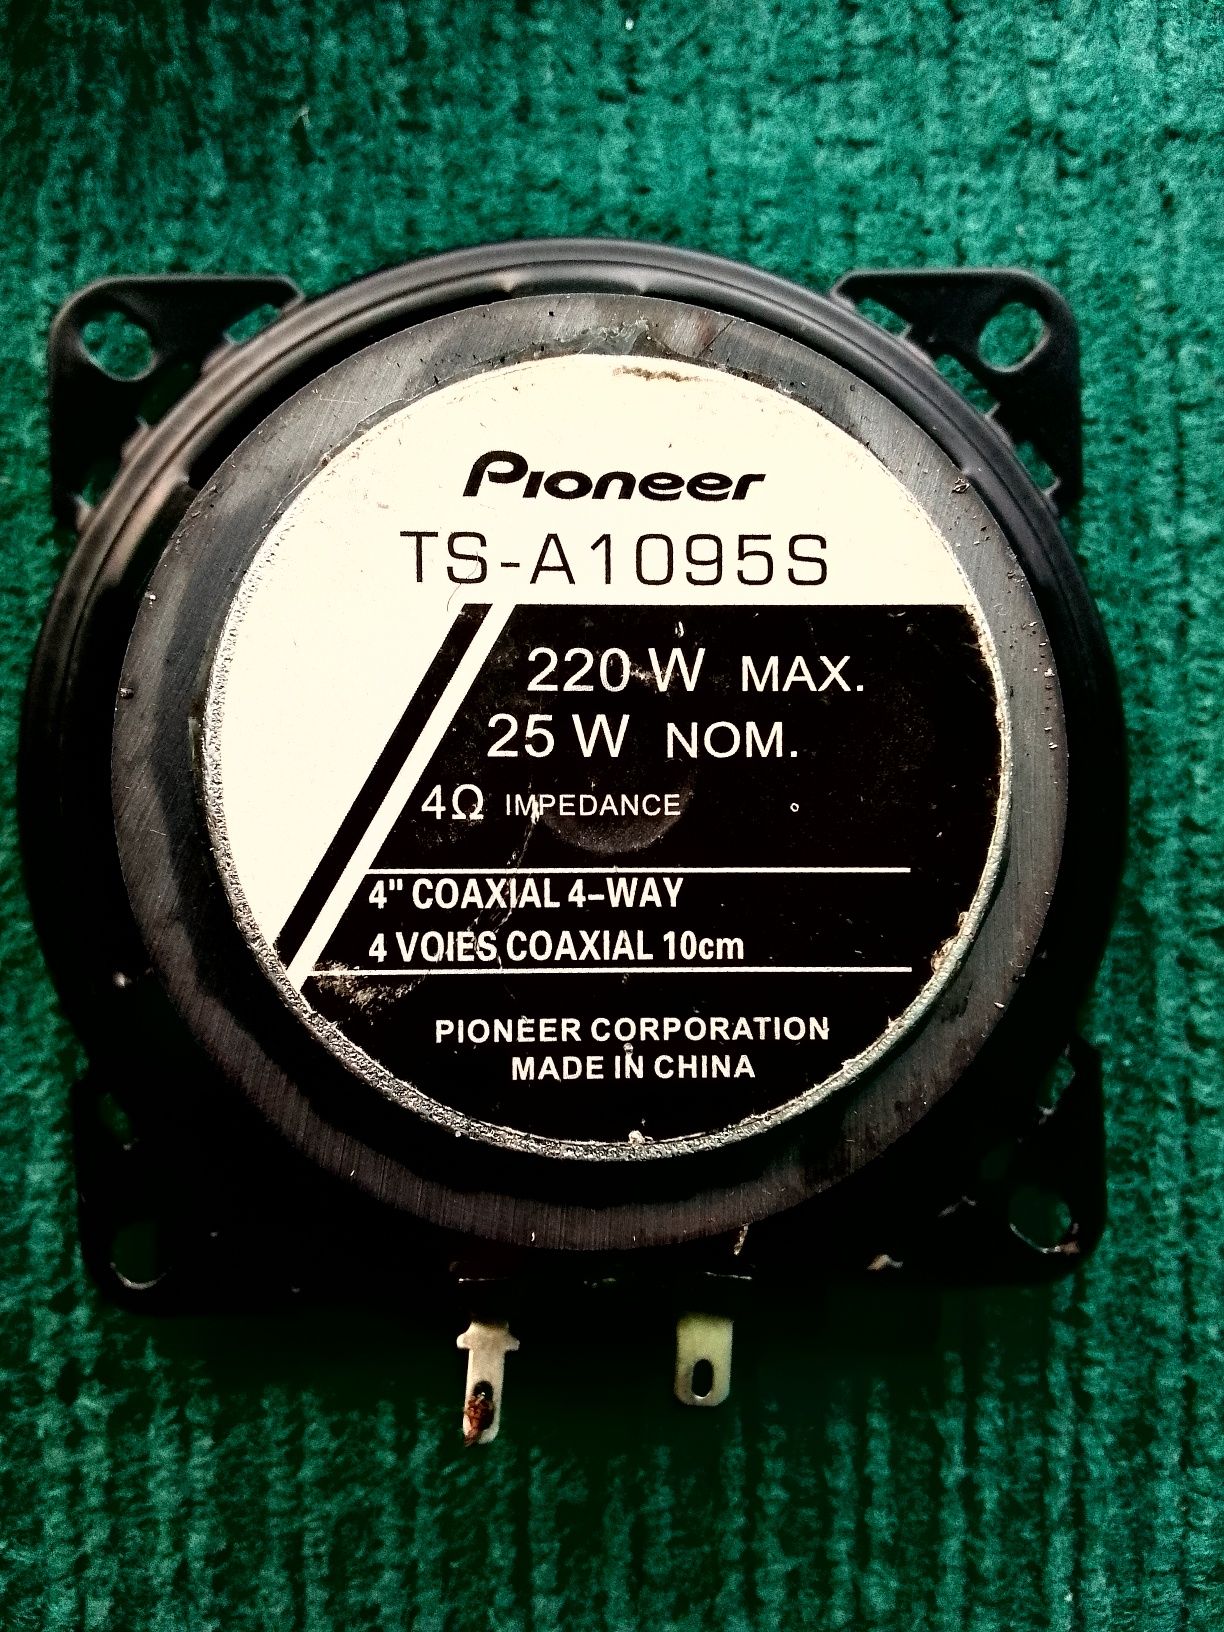 Pioneer
TS-A1095S
220 W MAX.
25 W NOM.
4Ω IMPEDANCE
4" COAXIAL 4-WAY
4 VOIES COAXIAL 10cm
PIONEER CORPORATION
MADE IN CHINA